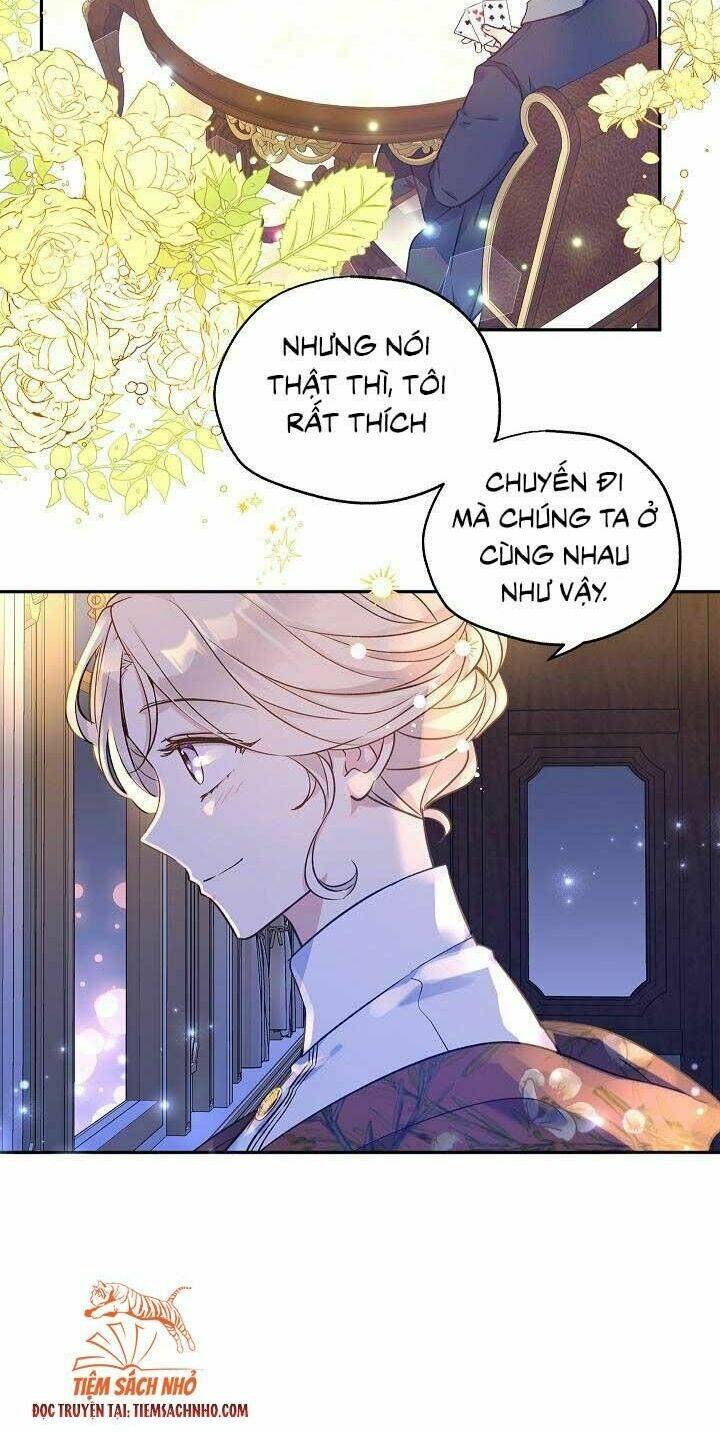 NHƯNG NÓI
THẬT THÌ, TÔI
RẤT THÍCH
CHUYẾN ĐI
MÀ CHÚNG TA Ở
CÙNG NHAU
NHƯ VẬY.
TIỆM SÁCH NHỎ
ĐỌC TRUYỆN TẠI: TIEMSACHNHO.COM